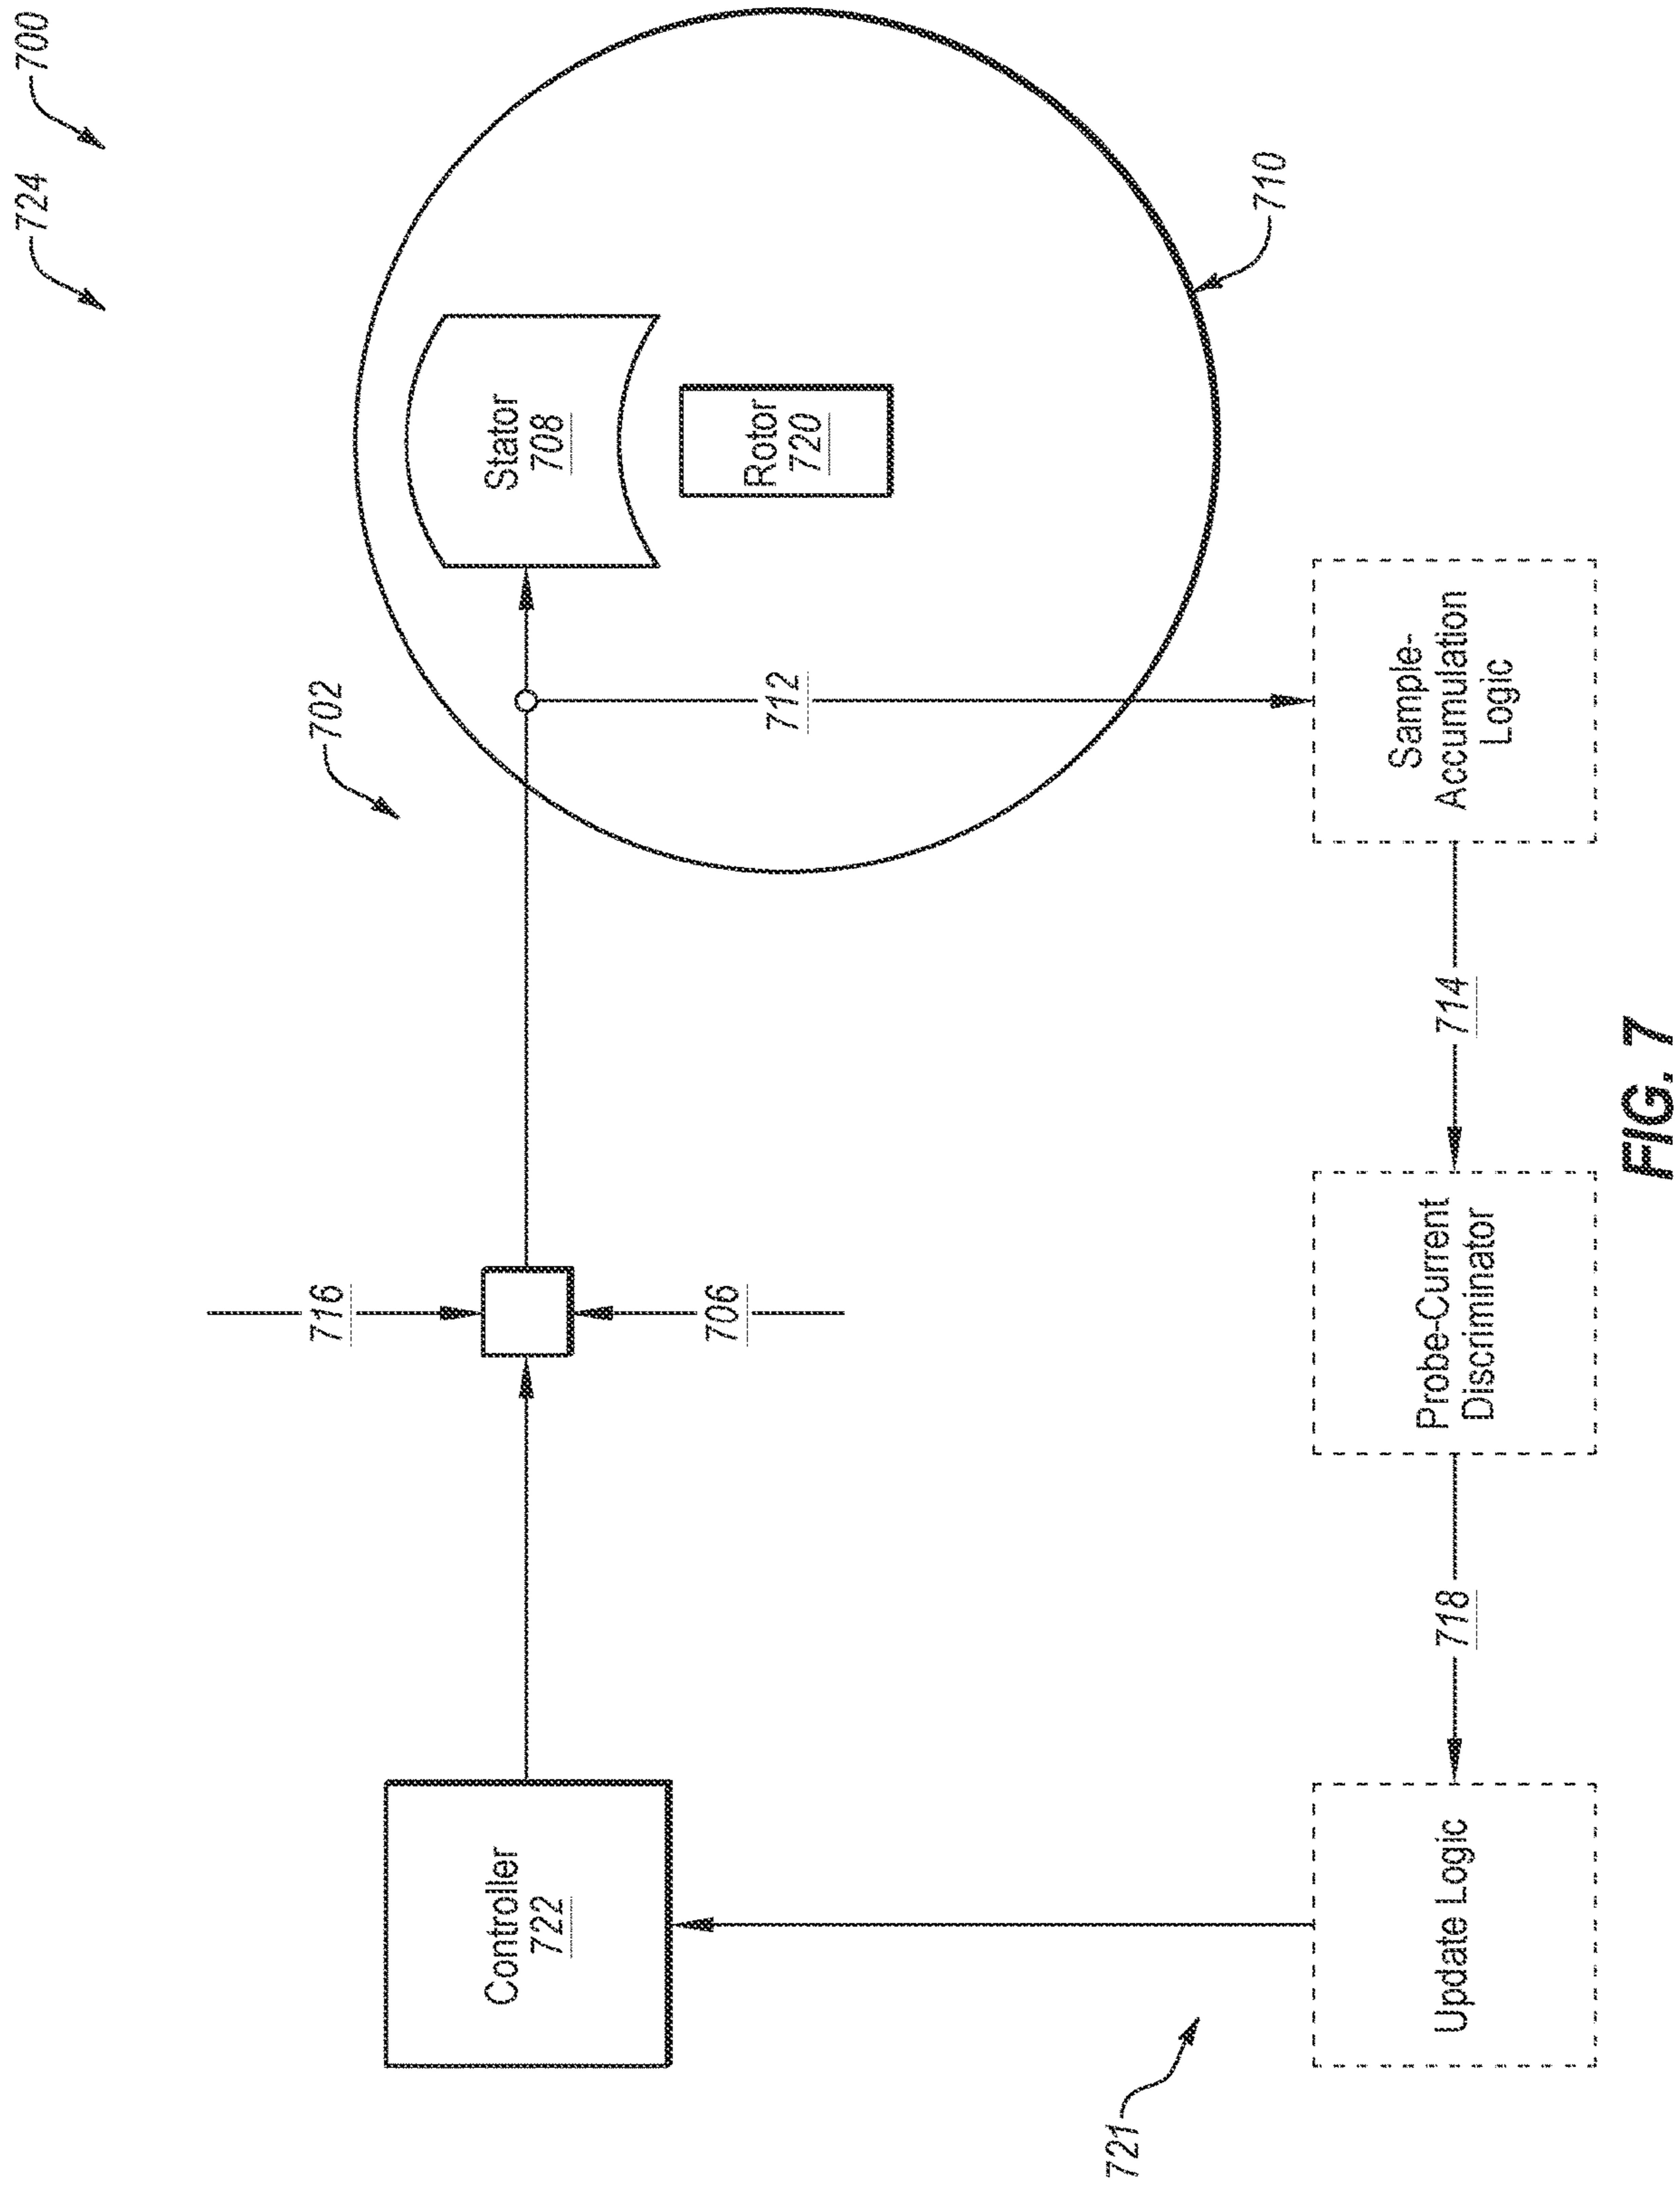 700
724
702
716
706
Controller
722
Stator
708
Rotor
720
712
710
721
Update Logic
718
Probe-Current
Discriminator
714
Sample-
Accumulation
Logic
FIG. 7